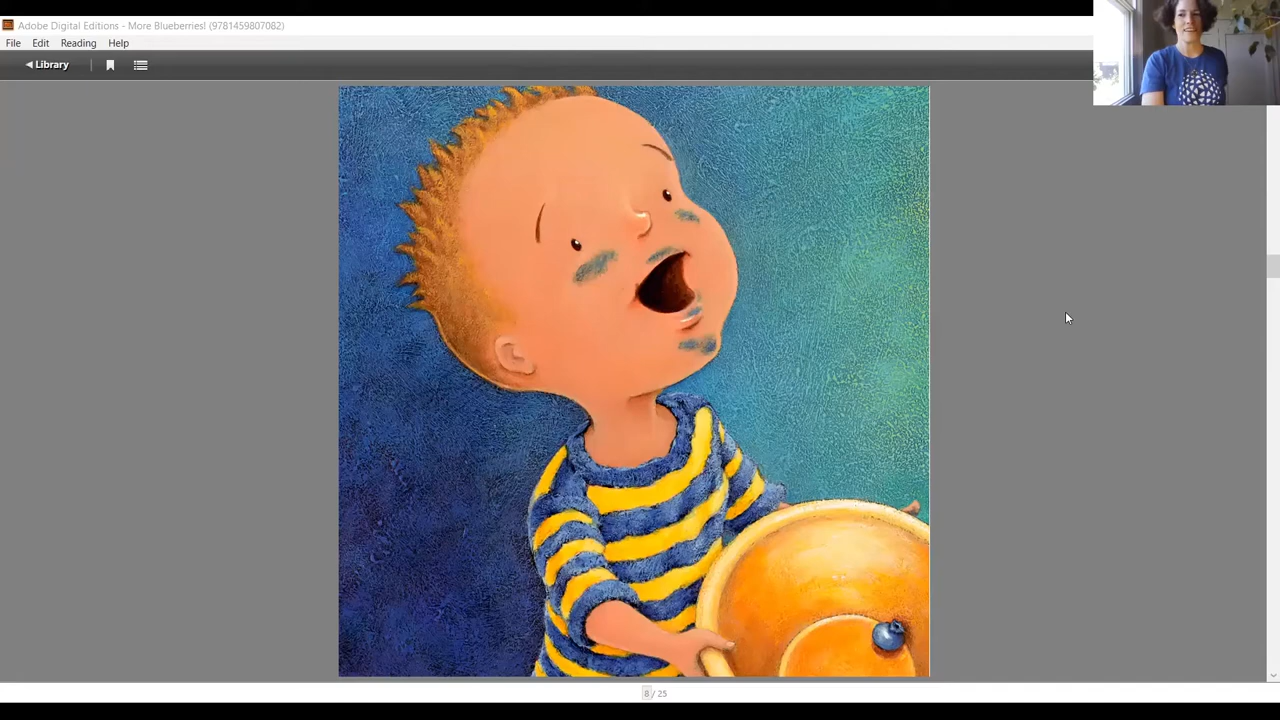 Adobe Digital Editions - More Blueberries! (9781459807082)
File Edit Reading Help
Library
8 / 25